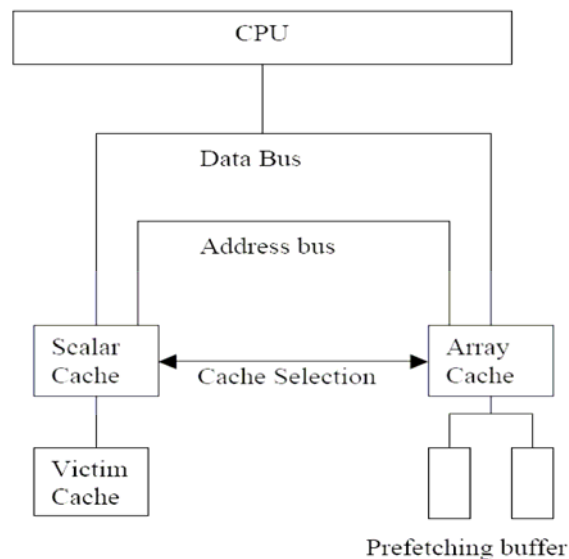 CPU
Data Bus
Address bus
Scalar
Cache
Cache Selection
Array
Cache
Victim
Cache
Prefetching buffer